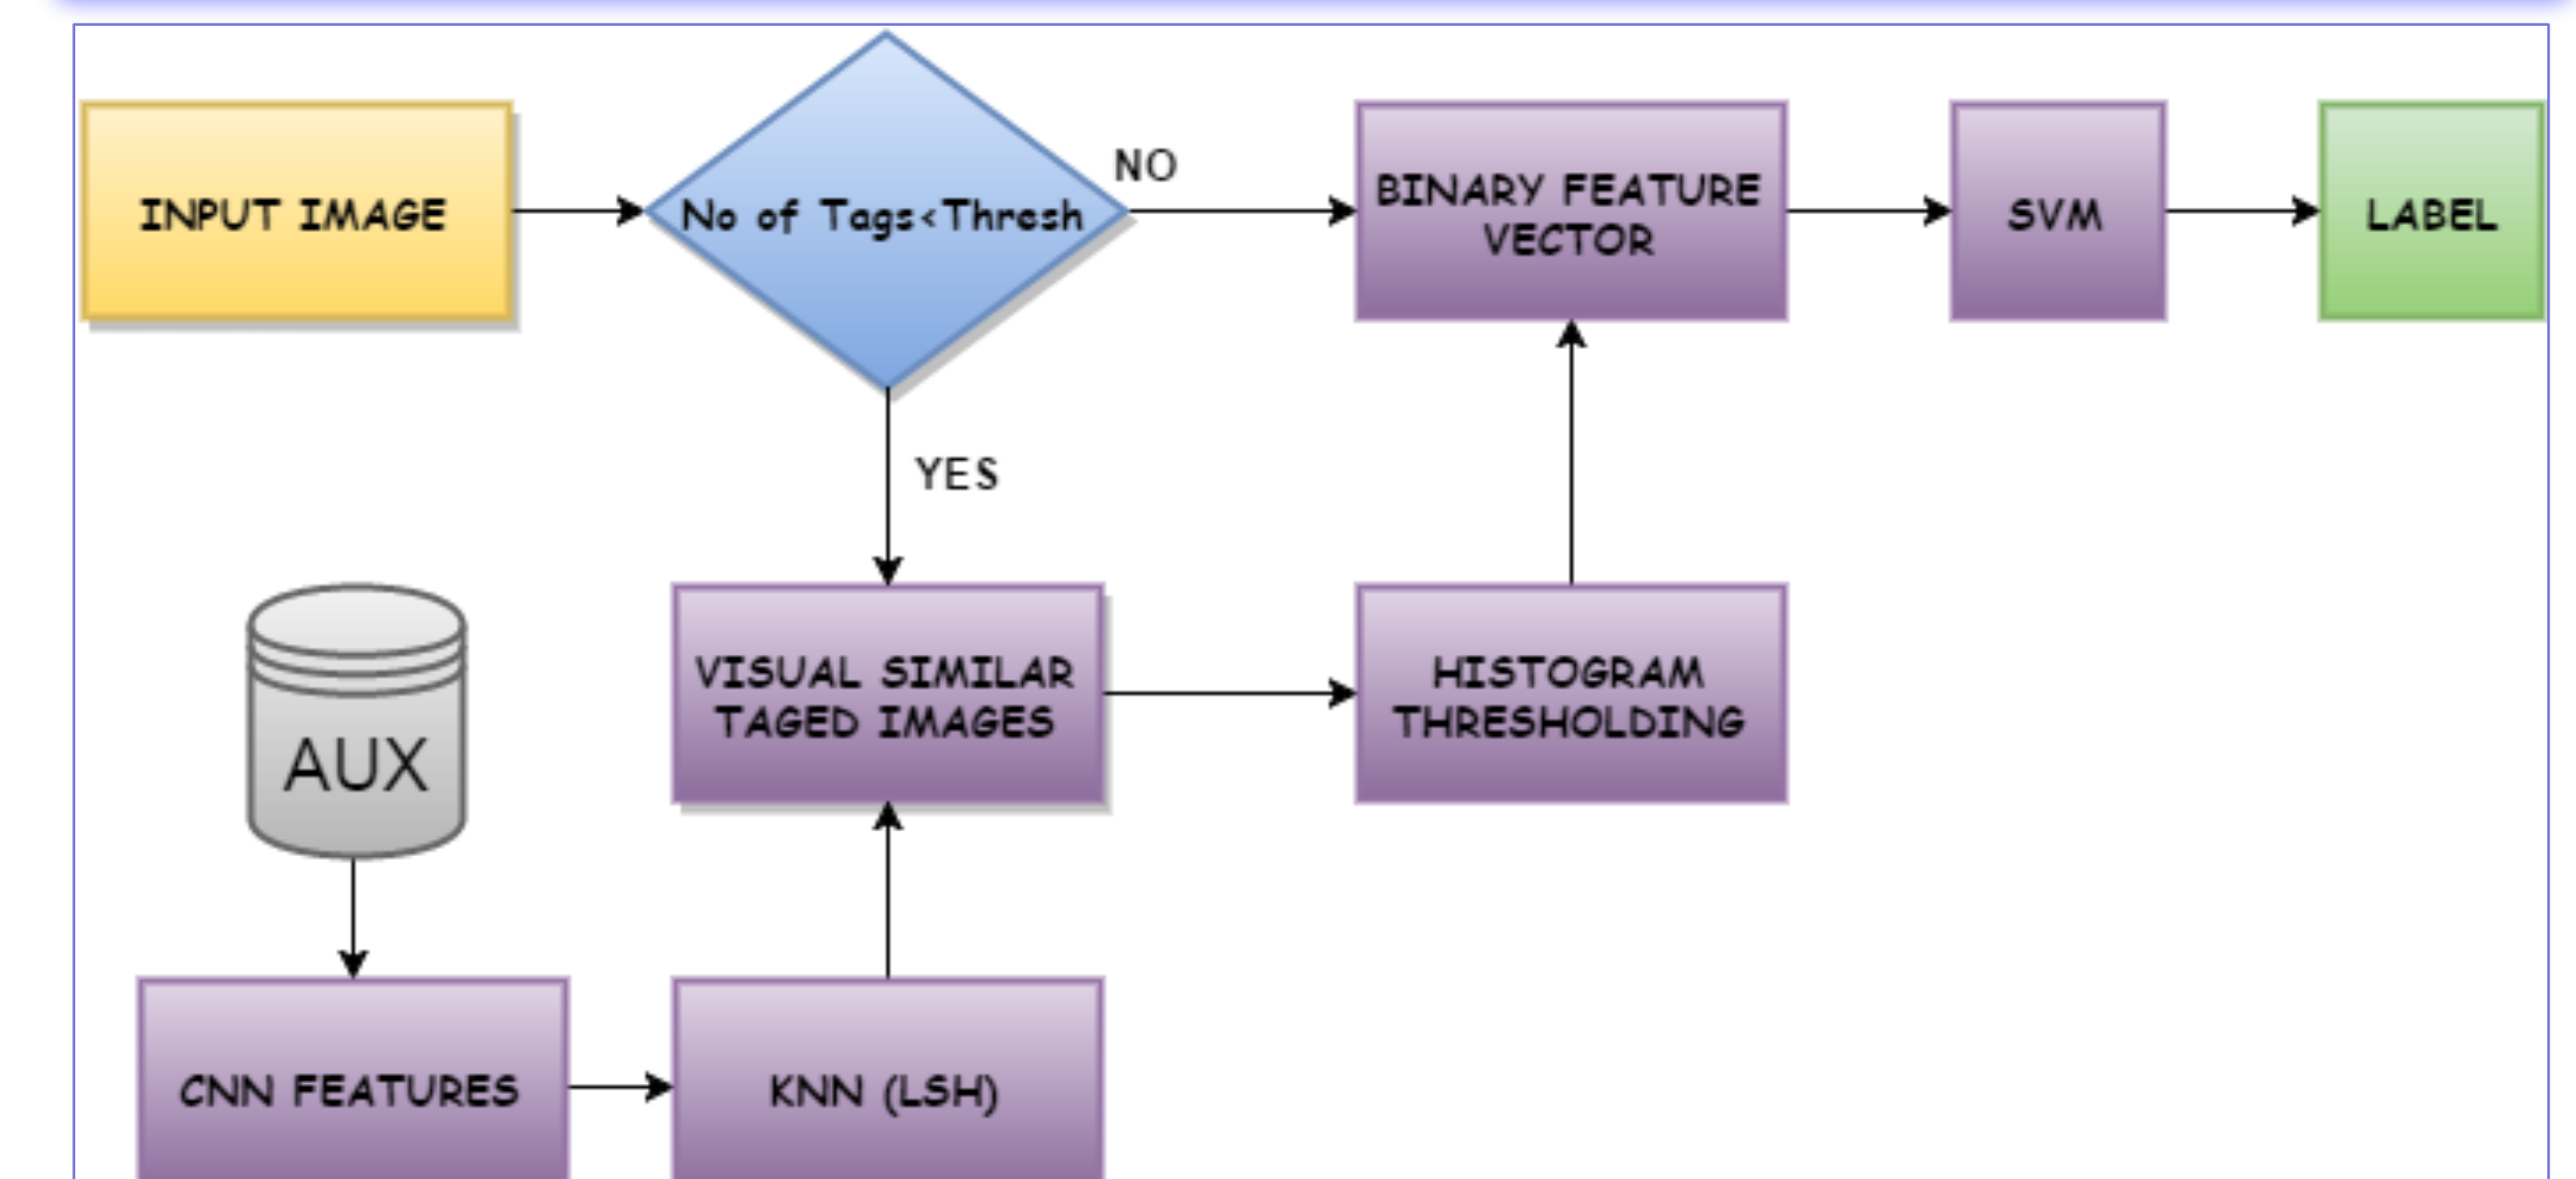 INPUT IMAGE
No of Tags<Thresh
NO
BINARY FEATURE
VECTOR
SVM
LABEL
YES
AUX
VISUAL SIMILAR
TAGED IMAGES
HISTOGRAM
THRESHOLDING
CNN FEATURES
KNN (LSH)